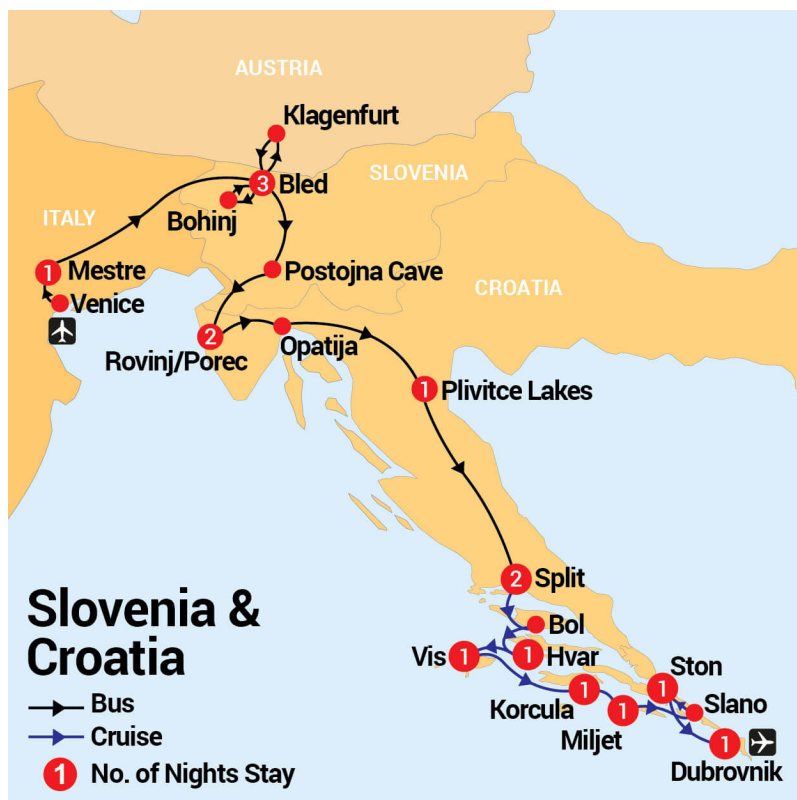 AUSTRIA
Klagenfurt
SLOVENIA
3 Bled
Bohinj
ITALY
1 Mestre
Venice
Postojna Cave
CROATIA
2
Rovinj/Porec
Opatija
1 Plivitce Lakes
2 Split
Bol
Vis 1
1 Hvar
Ston
1
Slano
Korcula 1
Miljet 1
1
Dubrovnik
Slovenia &
Croatia
Bus
Cruise
1 No. of Nights Stay